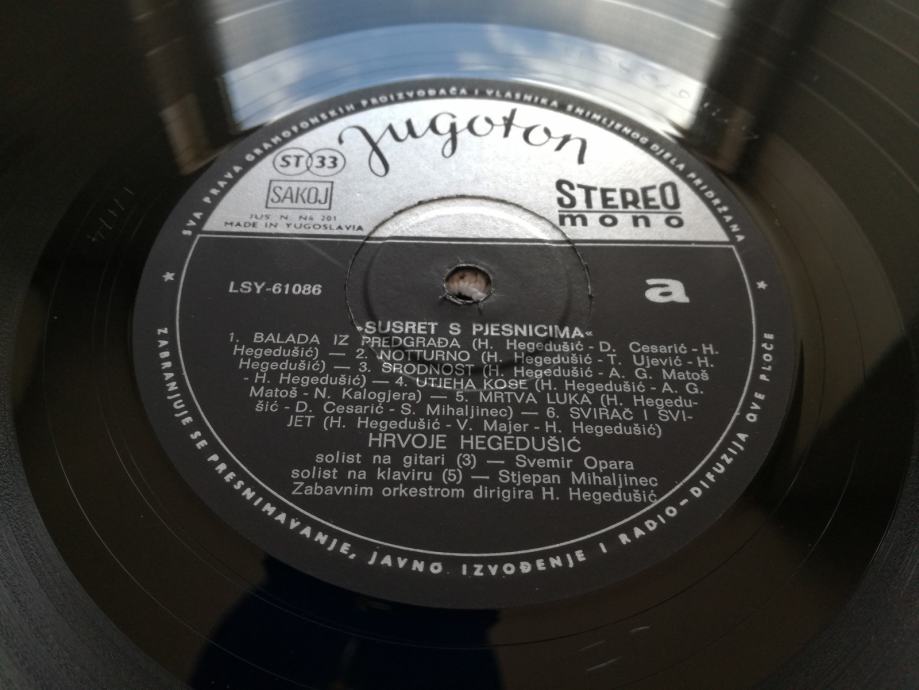 SVA PRAVA GRAMOFONSKIH PROIZVOĐAČA I VLASNIKA SNIMLJENOG DJELA PRIDRŽANA
jugoton
ST 33
SAKOJ
JUS N. N4 201
MADE IN YUGOSLAVIA
STEREO
mono
LSY-61086
a
»SUSRET S PJESNICIMA«
1. BALADA IZ PREDGRAĐA (H. Hegedušić - D. Cesarić - H.
Hegedušić) — 2. NOTTURNO (H. Hegedušić - T. Ujević - H.
Hegedušić) — 3. SRODNOST (H. Hegedušić - A. G. Matoš
- H. Hegedušić) — 4. UTJEHA KOSE (H. Hegedušić - A. G.
Matoš - N. Kalogjera) — 5. MRTVA LUKA (H. Hegedu-
šić - D. Cesarić - S. Mihaljinec) — 6. SVIRAČ I SVI-
JET (H. Hegedušić - V. Majer - H. Hegedušić)
HRVOJE HEGEDUŠIĆ
solist na gitari (3) — Svemir Opara
solist na klaviru (5) — Stjepan Mihaljinec
Zabavnim orkestrom dirigira H. Hegedušić
ZABRANJUJE SE PRESNIMAVANJE, JAVNO IZVOĐENJE I RADIO-DIFUZIJA OVE PLOČE